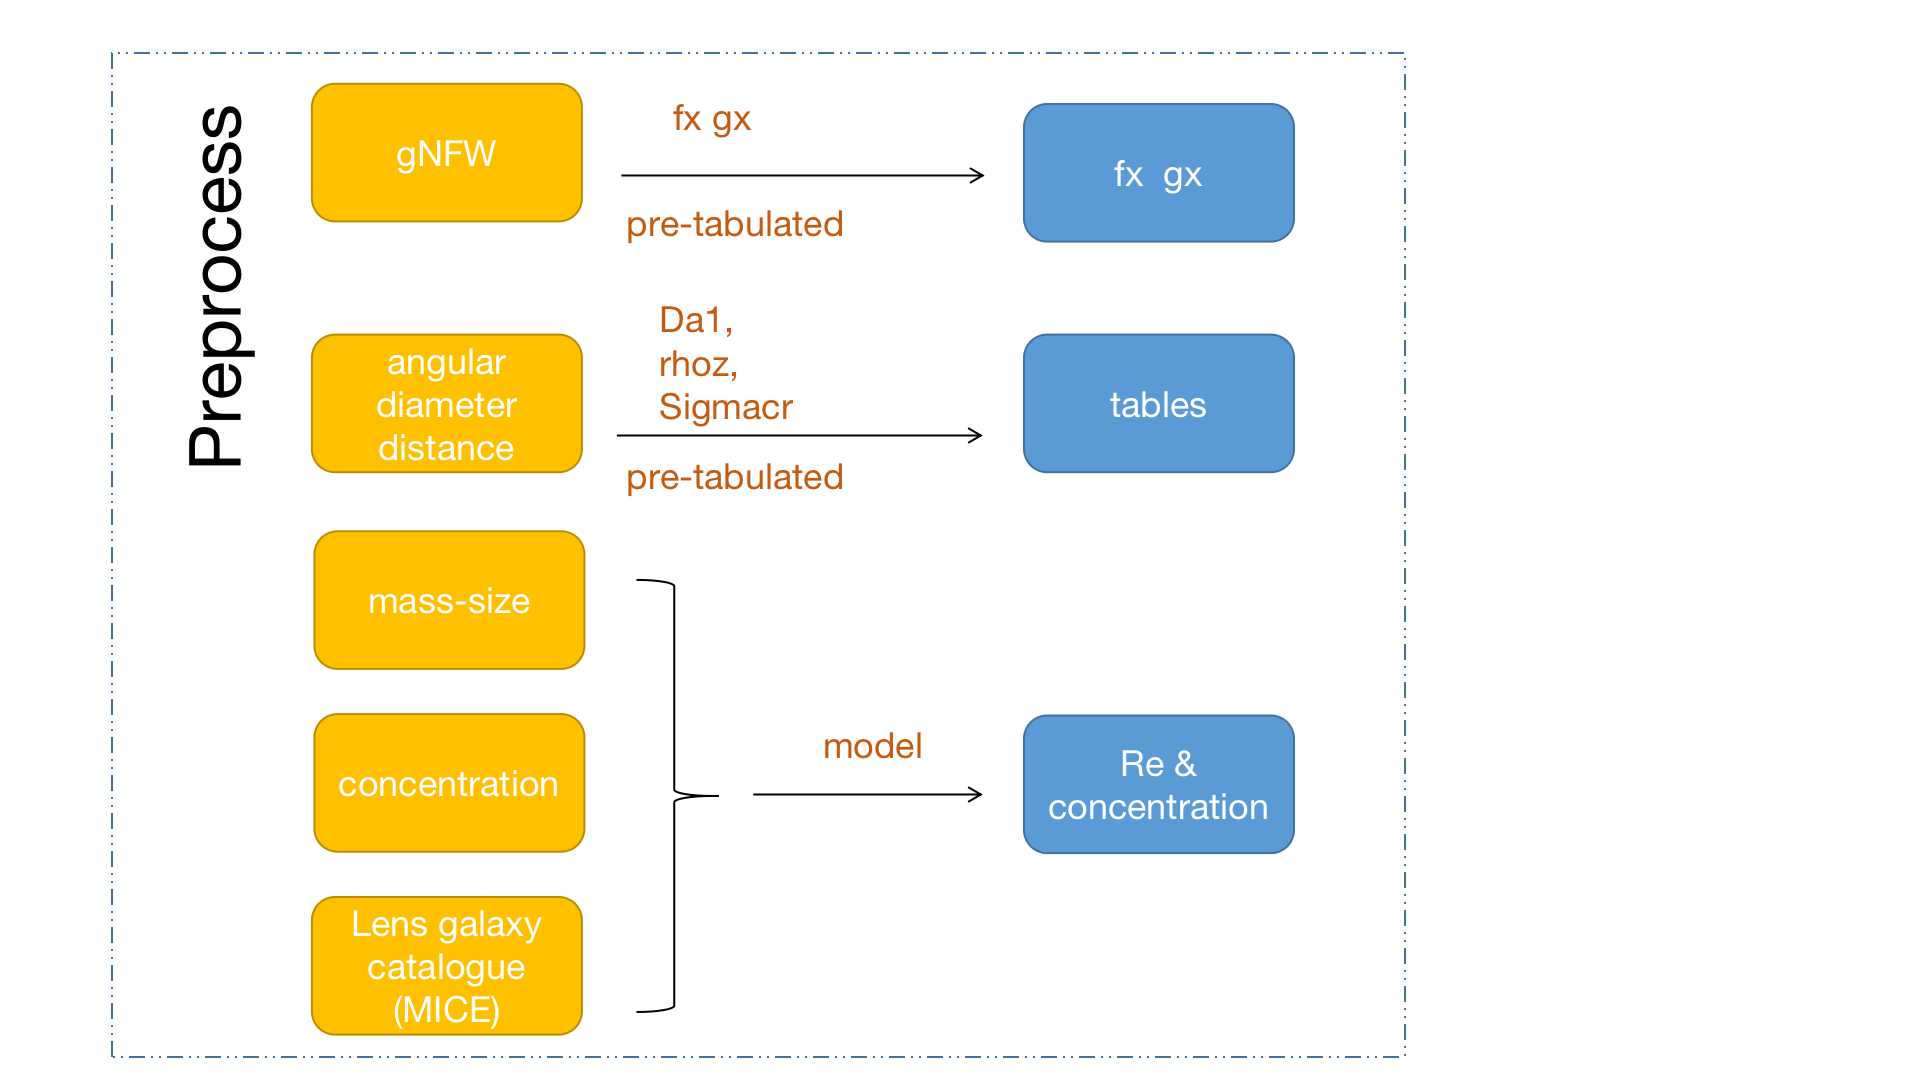 Preprocess
gNFW
fx gx
pre-tabulated
fx  gx
angular
diameter
distance
Da1,
rhoz,
Sigmacr
pre-tabulated
tables
mass-size
concentration
Lens galaxy
catalogue
(MICE)
model
Re &
concentration